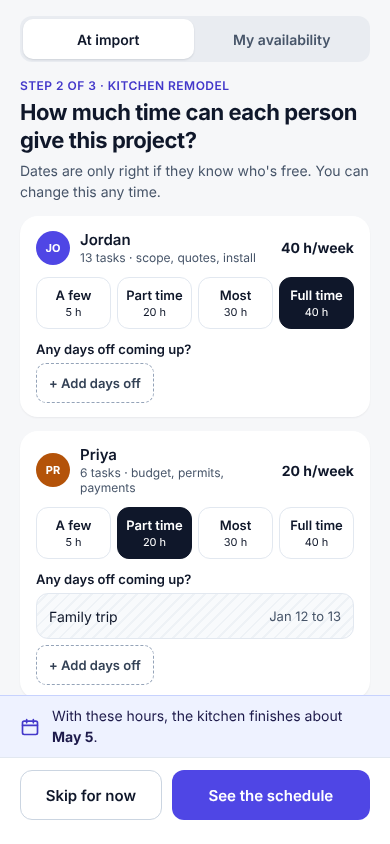 At import
My availability
STEP 2 OF 3 · KITCHEN REMODEL
How much time can each person
give this project?
Dates are only right if they know who's free. You can
change this any time.
JO
Jordan
13 tasks · scope, quotes, install
40 h/week
A few
5 h
Part time
20 h
Most
30 h
Full time
40 h
Any days off coming up?
+ Add days off
PR
Priya
6 tasks · budget, permits,
payments
20 h/week
A few
5 h
Part time
20 h
Most
30 h
Full time
40 h
Any days off coming up?
Family trip
Jan 12 to 13
+ Add days off
With these hours, the kitchen finishes about
May 5.
Skip for now
See the schedule